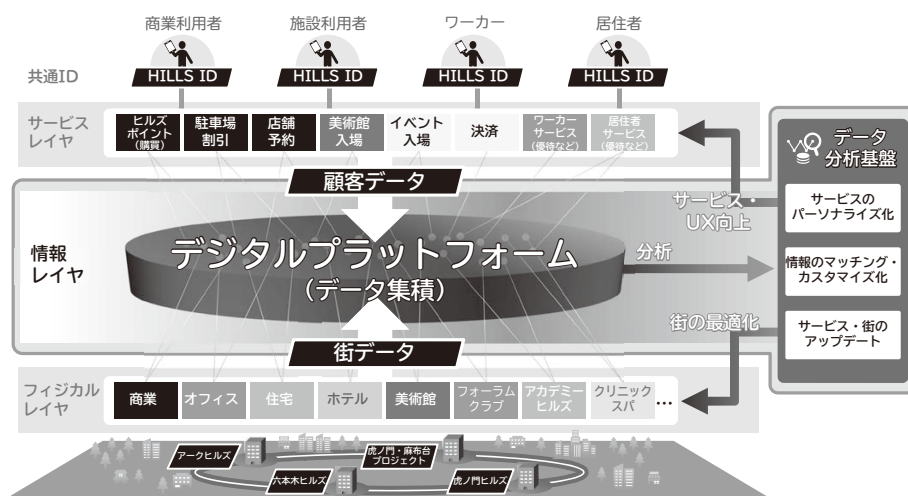 商業利用者
施設利用者
ワーカー
居住者
共通ID
HILLS ID
HILLS ID
HILLS ID
HILLS ID
サービス
レイヤ
ヒルズ
ポイント
(購買)
駐車場
割引
店舗
予約
美術館
入場
イベント
入場
決済
ワーカー
サービス
(優待など)
居住者
サービス
(優待など)
顧客データ
データ
分析基盤
サービスの
パーソナライズ化
情報のマッチング・
カスタマイズ化
サービス・街の
アップデート
サービス・
UX向上
情報
レイヤ
デジタルプラットフォーム
(データ集積)
分析
街の最適化
街データ
フィジカル
レイヤ
商業
オフィス
住宅
ホテル
美術館
フォーラム
クラブ
アカデミー
ヒルズ
クリニック
スパ
...
アークヒルズ
虎ノ門・麻布台
プロジェクト
六本木ヒルズ
虎ノ門ヒルズ